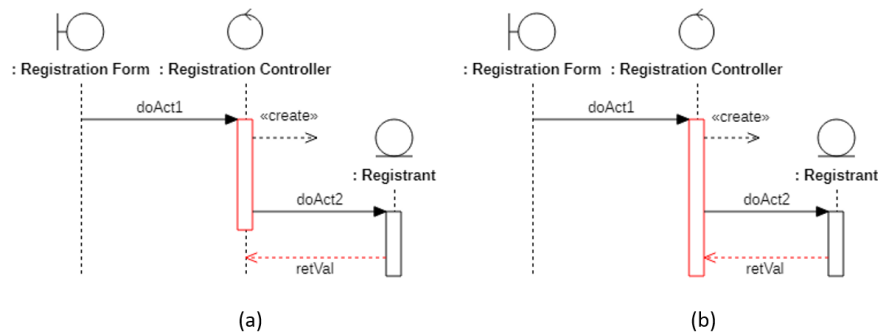 : Registration Form : Registration Controller
doAct1
«create»
: Registrant
doAct2
retVal
(a)
: Registration Form : Registration Controller
doAct1
«create»
: Registrant
doAct2
retVal
(b)